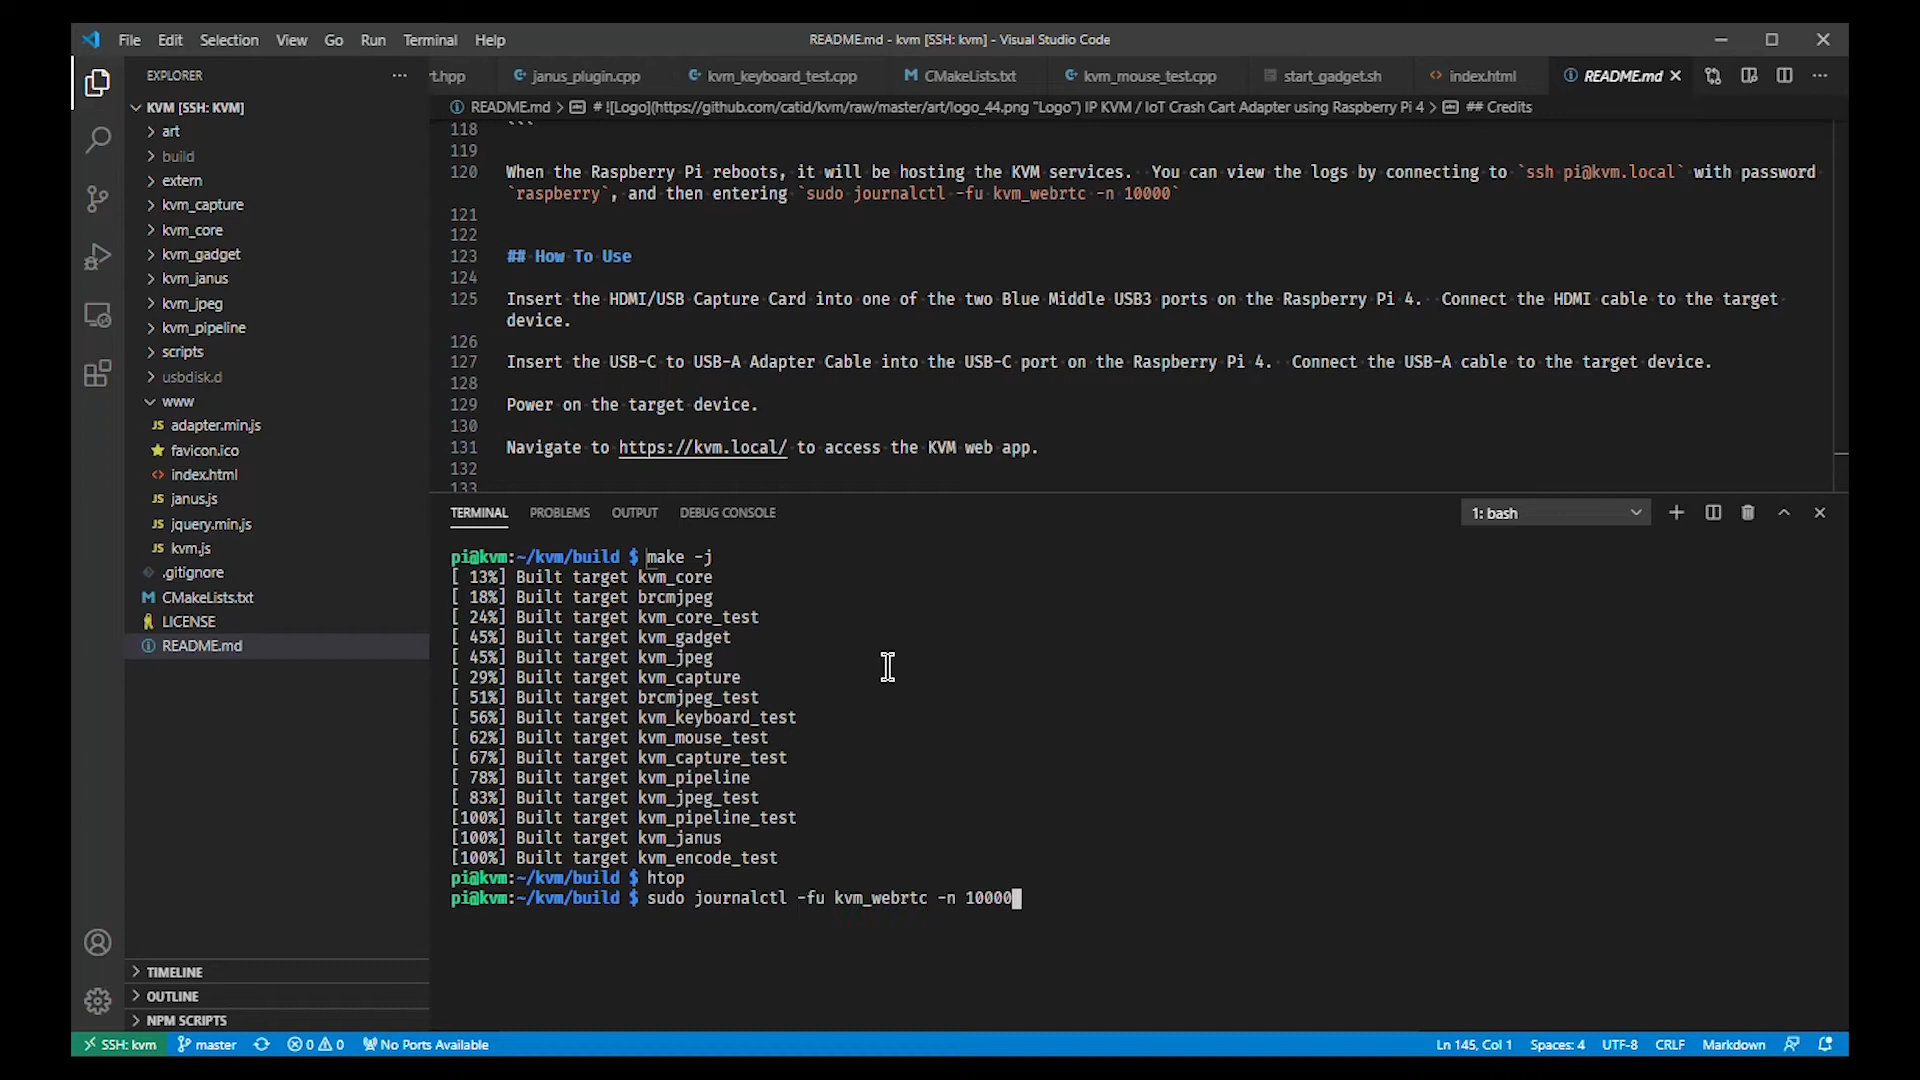 File Edit Selection View Go Run Terminal Help
README.md - kvm [SSH: kvm] - Visual Studio Code
EXPLORER
rt.hpp janus_plugin.cpp kvm_keyboard_test.cpp CMakeLists.txt kvm_mouse_test.cpp start_gadget.sh index.html README.md
README.md > # ![Logo](https://github.com/catid/kvm/raw/master/art/logo_44.png "Logo") IP KVM / IoT Crash Cart Adapter using Raspberry Pi 4 > ## Credits
KVM [SSH: KVM]
art
build
extern
kvm_capture
kvm_core
kvm_gadget
kvm_janus
kvm_jpeg
kvm_pipeline
scripts
usbdisk.d
www
JS adapter.min.js
favicon.ico
<> index.html
JS janus.js
JS jquery.min.js
JS kvm.js
.gitignore
M CMakeLists.txt
LICENSE
README.md
TIMELINE
OUTLINE
NPM SCRIPTS
118 ```
119
120 When the Raspberry Pi reboots, it will be hosting the KVM services. You can view the logs by connecting to `ssh pi@kvm.local` with password
`raspberry`, and then entering `sudo journalctl -fu kvm_webrtc -n 10000`
121
122
123 ## How To Use
124
125 Insert the HDMI/USB Capture Card into one of the two Blue Middle USB3 ports on the Raspberry Pi 4. Connect the HDMI cable to the target
device.
126
127 Insert the USB-C to USB-A Adapter Cable into the USB-C port on the Raspberry Pi 4. Connect the USB-A cable to the target device.
128
129 Power on the target device.
130
131 Navigate to https://kvm.local/ to access the KVM web app.
132
133
TERMINAL PROBLEMS OUTPUT DEBUG CONSOLE
1: bash
pi@kvm:~/kvm/build $ make -j
[ 13%] Built target kvm_core
[ 18%] Built target brcmjpeg
[ 24%] Built target kvm_core_test
[ 45%] Built target kvm_gadget
[ 45%] Built target kvm_jpeg
[ 29%] Built target kvm_capture
[ 51%] Built target brcmjpeg_test
[ 56%] Built target kvm_keyboard_test
[ 62%] Built target kvm_mouse_test
[ 67%] Built target kvm_capture_test
[ 78%] Built target kvm_pipeline
[ 83%] Built target kvm_jpeg_test
[100%] Built target kvm_pipeline_test
[100%] Built target kvm_janus
[100%] Built target kvm_encode_test
pi@kvm:~/kvm/build $ htop
pi@kvm:~/kvm/build $ sudo journalctl -fu kvm_webrtc -n 10000
SSH: kvm master 0 0 No Ports Available
Ln 145, Col 1 Spaces: 4 UTF-8 CRLF Markdown